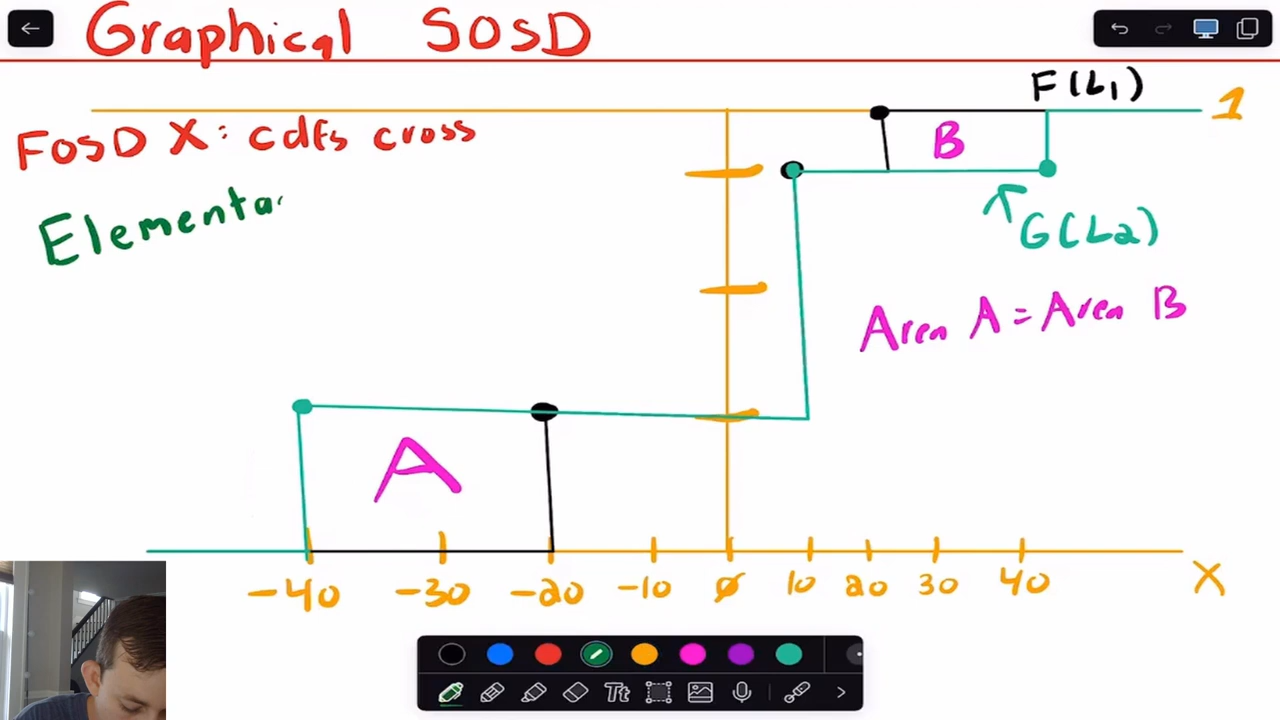 Graphical SOSD
F(L₁)
1
FOSD X: cdfs cross
B
Elementa
G(L2)
Area A = Area B
A
-40 -30 -20 -10 0 10 20 30 40 X
Tt